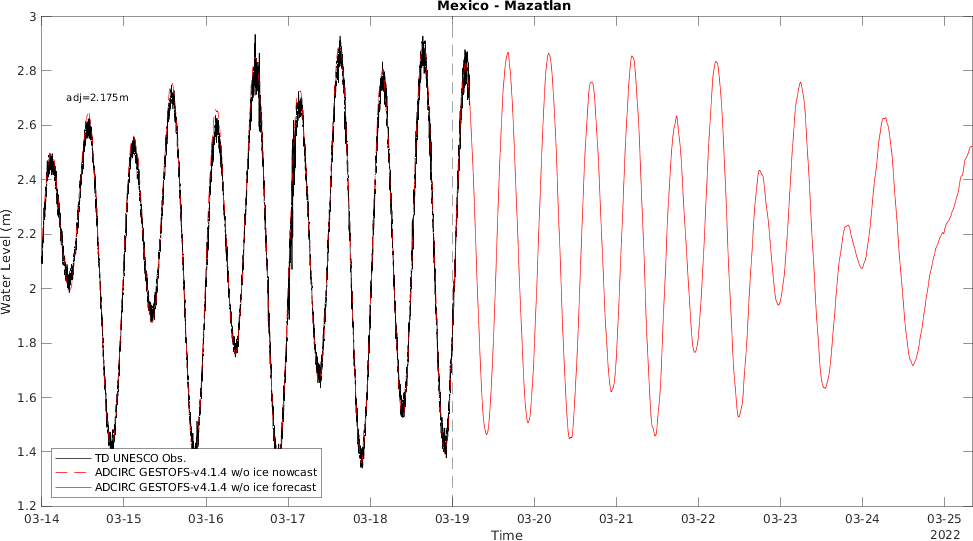 Mexico - Mazatlan
3
2.8
2.6
2.4
2.2
2
1.8
1.6
1.4
1.2
Water Level (m)
adj=2.175m
TD UNESCO Obs.
ADCIRC GESTOFS-v4.1.4 w/o ice nowcast
ADCIRC GESTOFS-v4.1.4 w/o ice forecast
03-14 03-15 03-16 03-17 03-18 03-19 03-20 03-21 03-22 03-23 03-24 03-25
Time
2022